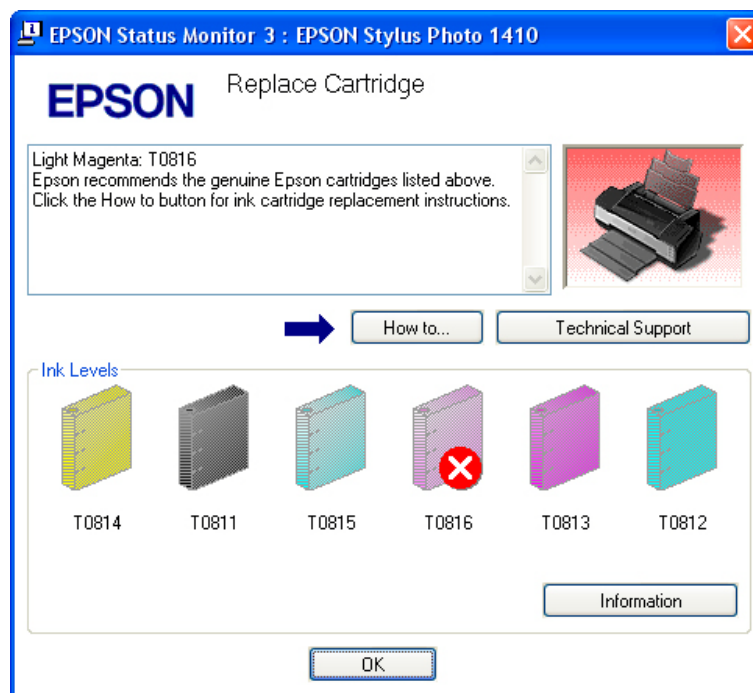 EPSON Status Monitor 3 : EPSON Stylus Photo 1410
EPSON
Replace Cartridge
Light Magenta: T0816
Epson recommends the genuine Epson cartridges listed above.
Click the How to button for ink cartridge replacement instructions.
How to...
Technical Support
Ink Levels
T0814 T0811 T0815 T0816 T0813 T0812
Information
OK